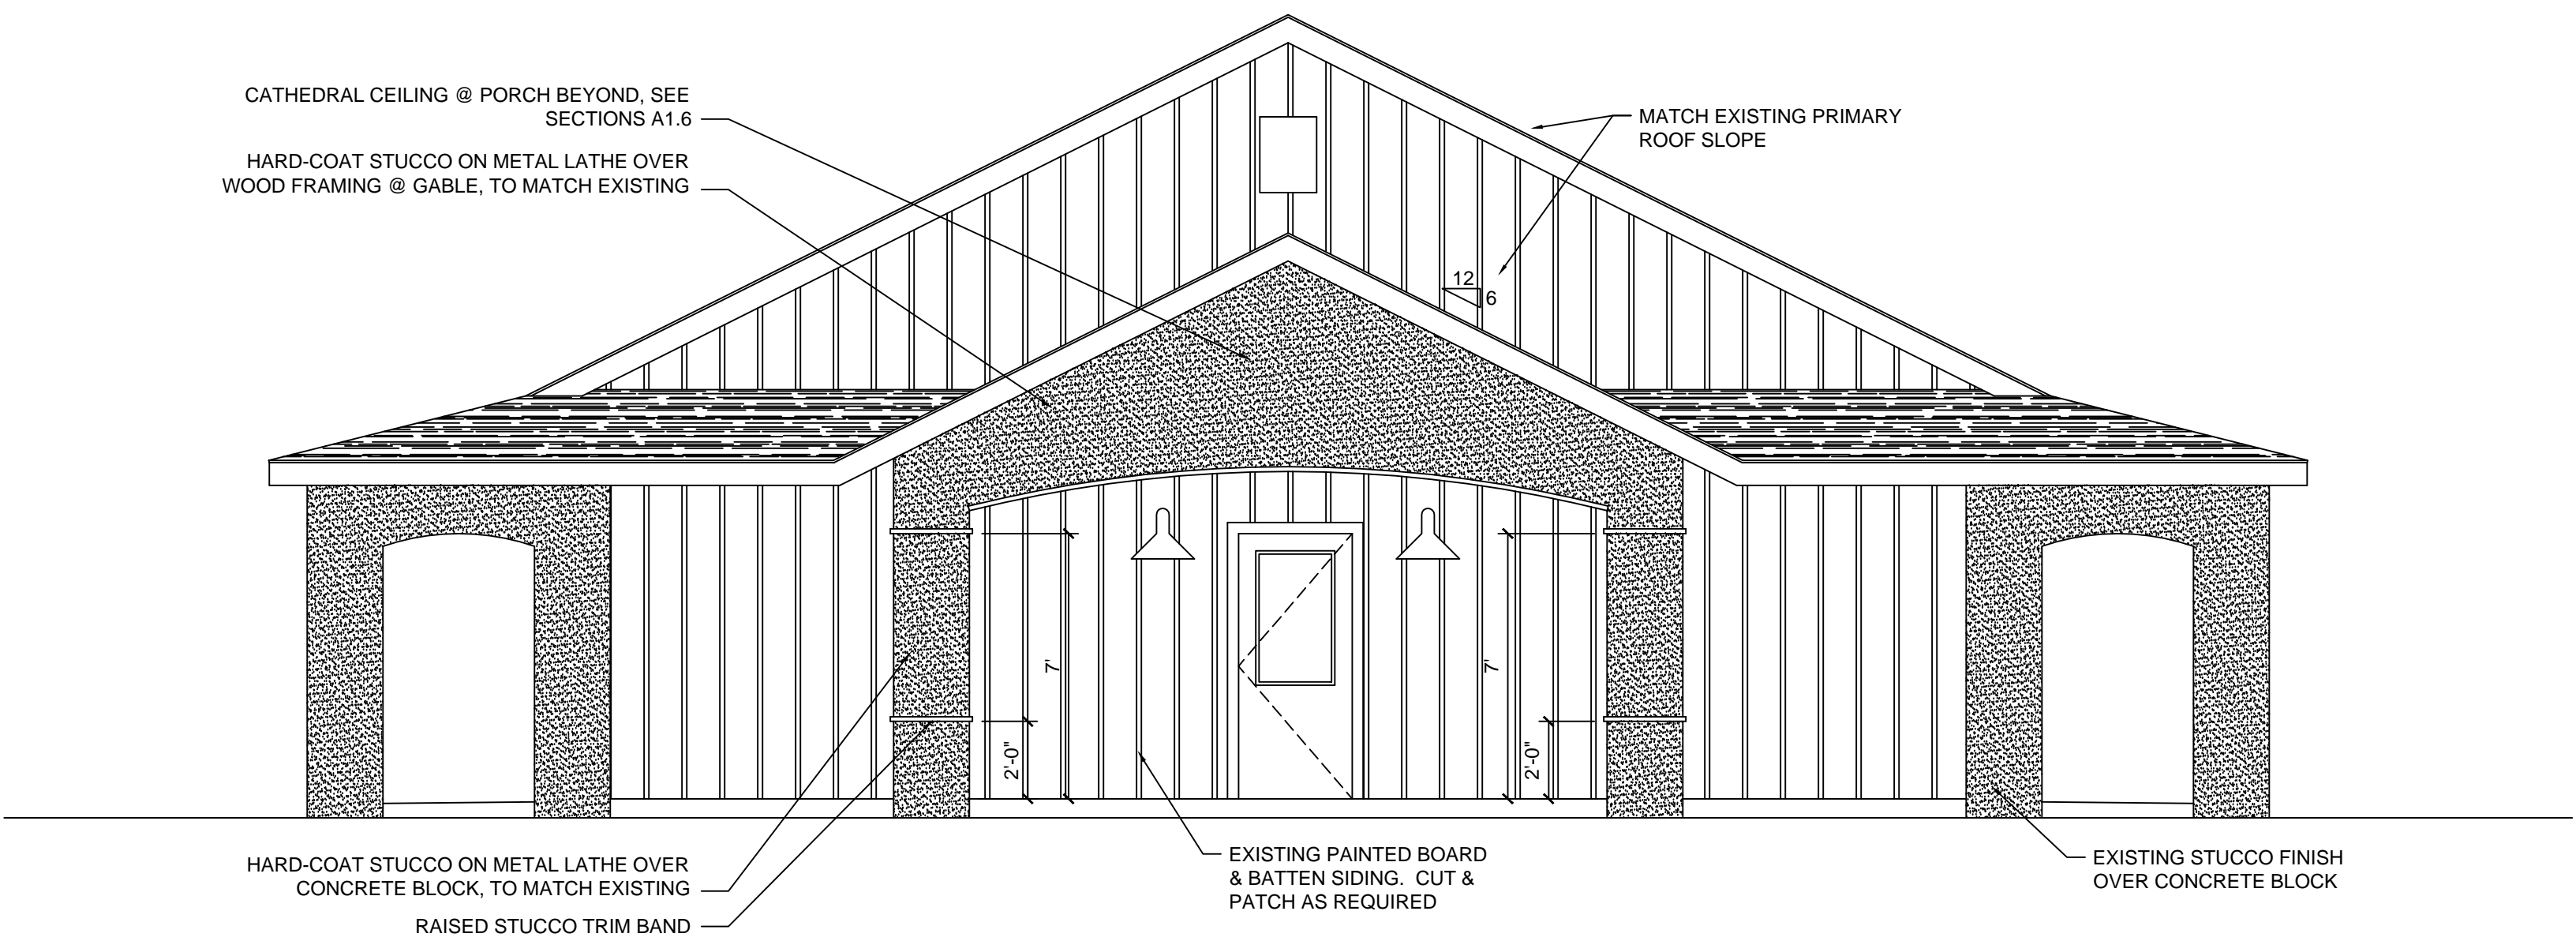 CATHEDRAL CEILING @ PORCH BEYOND, SEE
SECTIONS A1.6
HARD-COAT STUCCO ON METAL LATHE OVER
WOOD FRAMING @ GABLE, TO MATCH EXISTING
MATCH EXISTING PRIMARY
ROOF SLOPE
12
6
7'
7'
2'-0"
2'-0"
HARD-COAT STUCCO ON METAL LATHE OVER
CONCRETE BLOCK, TO MATCH EXISTING
RAISED STUCCO TRIM BAND
EXISTING PAINTED BOARD
& BATTEN SIDING.  CUT &
PATCH AS REQUIRED
EXISTING STUCCO FINISH
OVER CONCRETE BLOCK